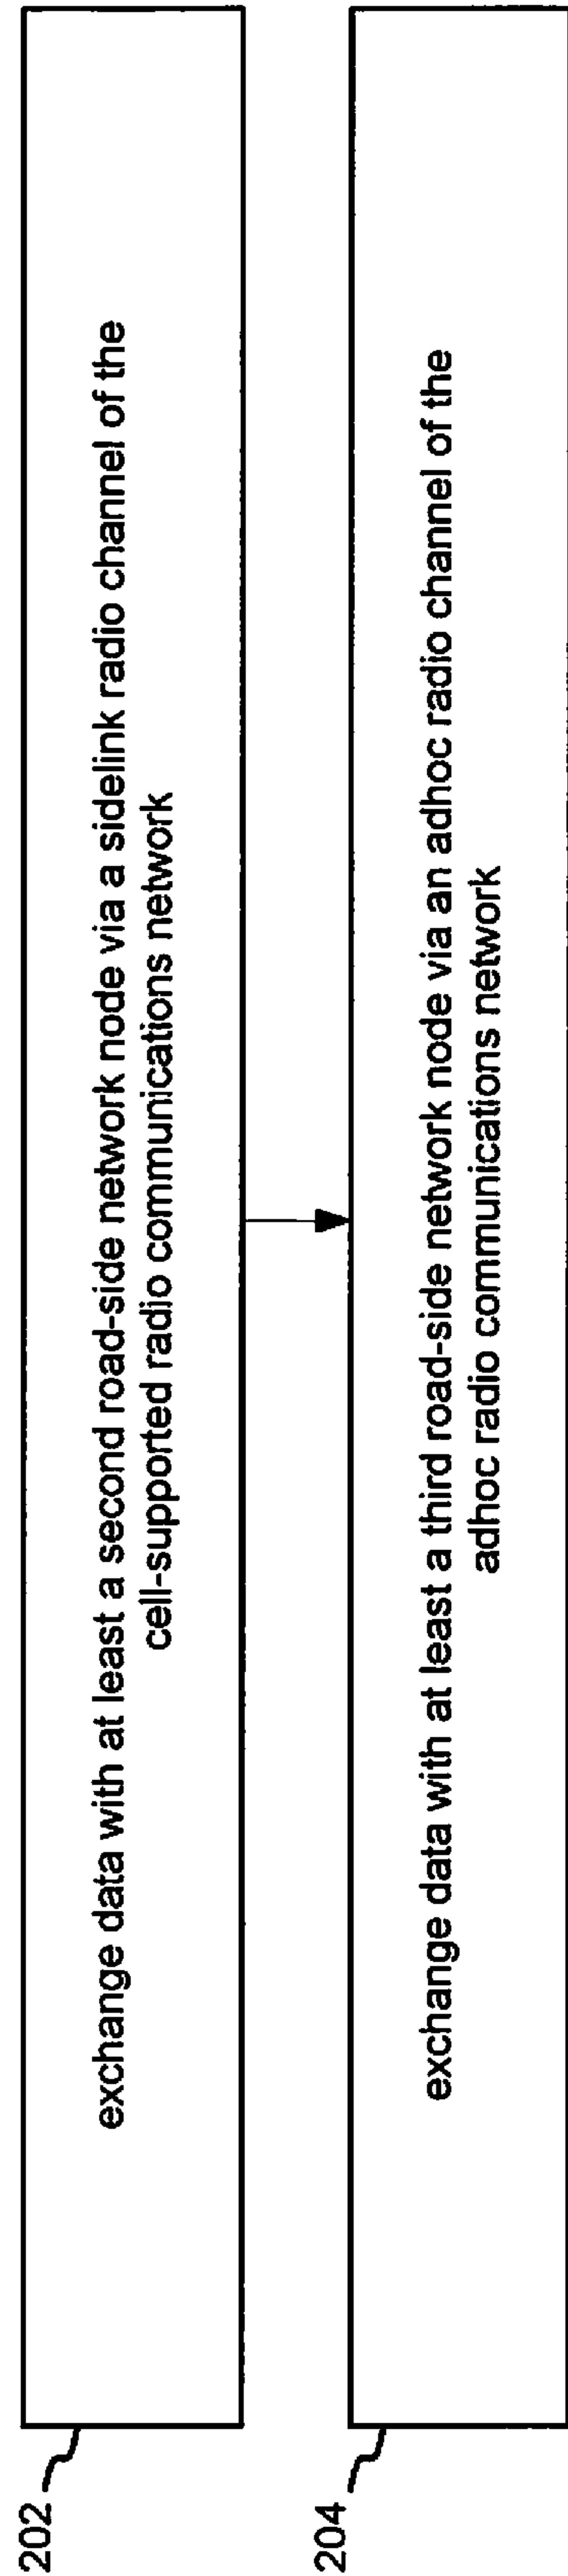 202
exchange data with at least a second road-side network node via a sidelink radio channel of the
cell-supported radio communications network
204
exchange data with at least a third road-side network node via an adhoc radio channel of the
adhoc radio communications network